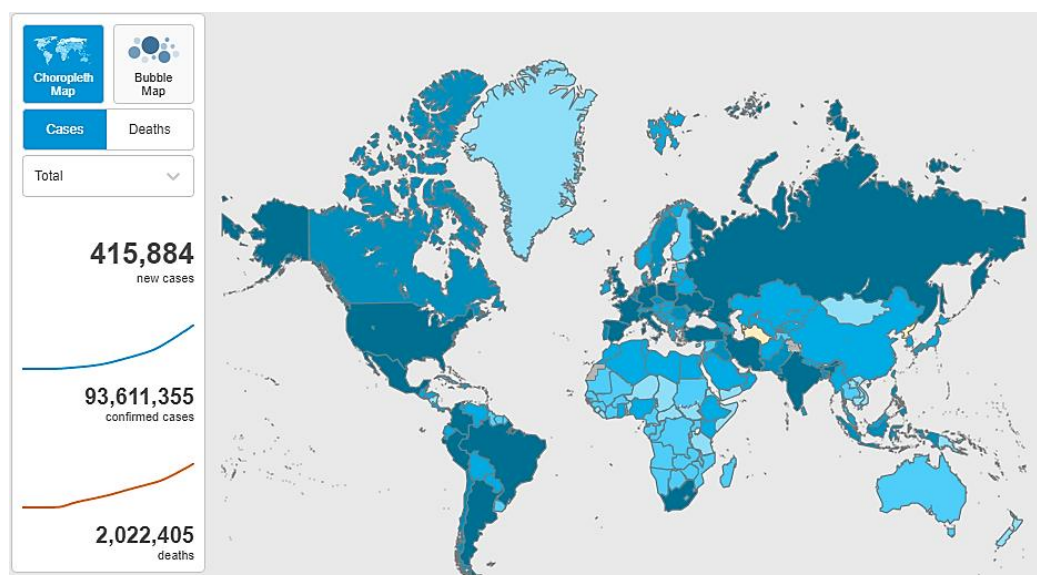 Choropleth
Map
Bubble
Map
Cases
Deaths
Total
415,884
new cases
93,611,355
confirmed cases
2,022,405
deaths